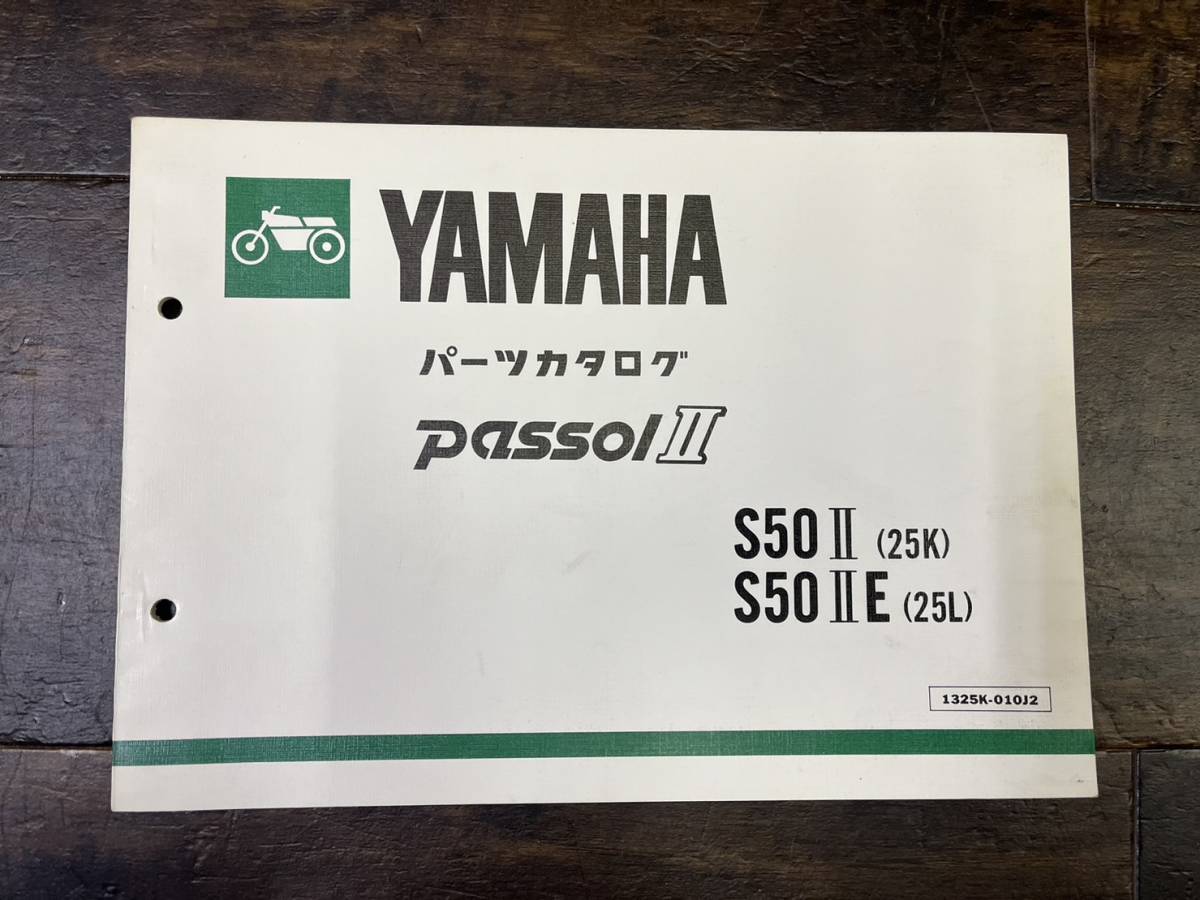 YAMAHA
パーツカタログ
passol II
S50 II (25K)
S50 II E (25L)
1325K-010J2